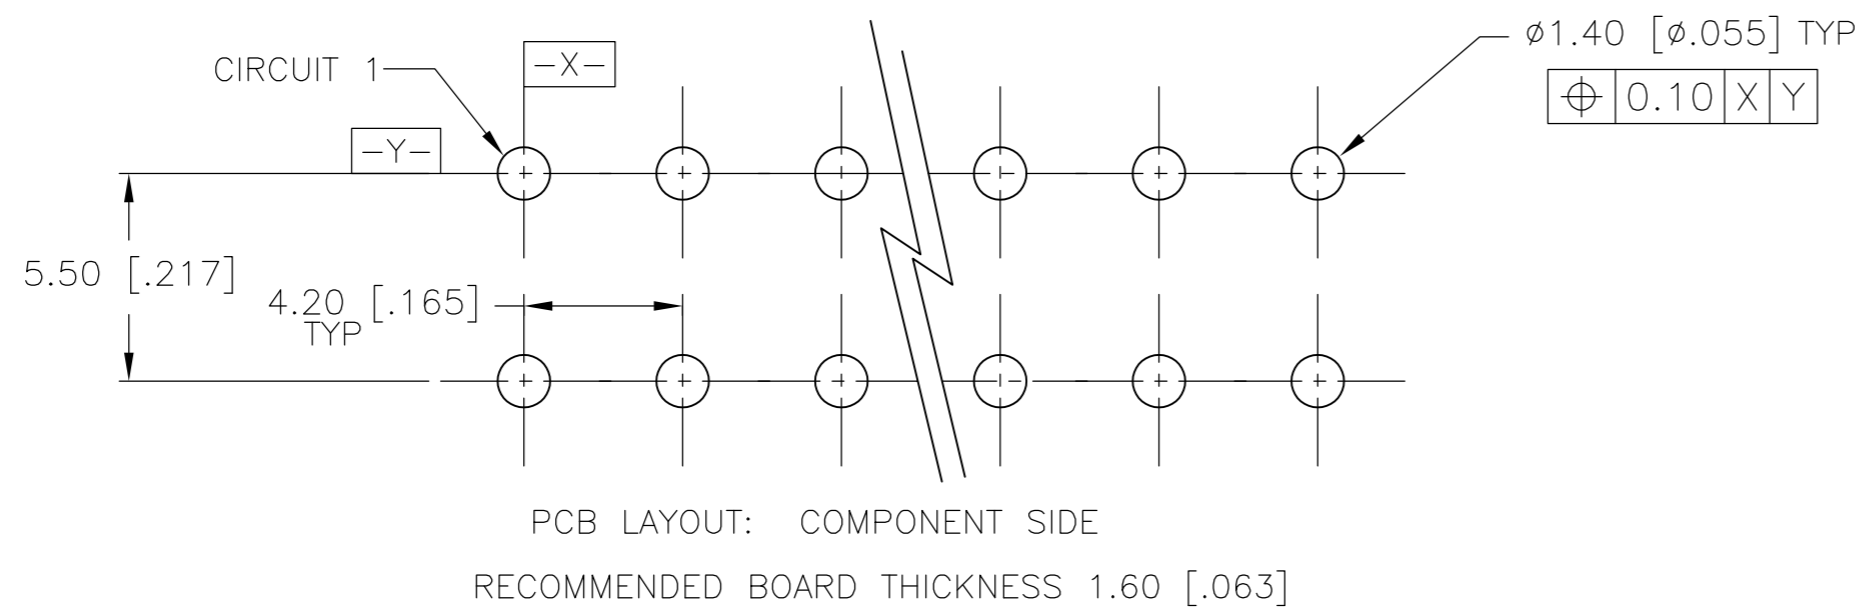 ø1.40 [ø.055] TYP
⌖ 0.10 X Y
CIRCUIT 1
-X-
-Y-
5.50 [.217]
4.20 [.165]
TYP
PCB LAYOUT: COMPONENT SIDE
RECOMMENDED BOARD THICKNESS 1.60 [.063]